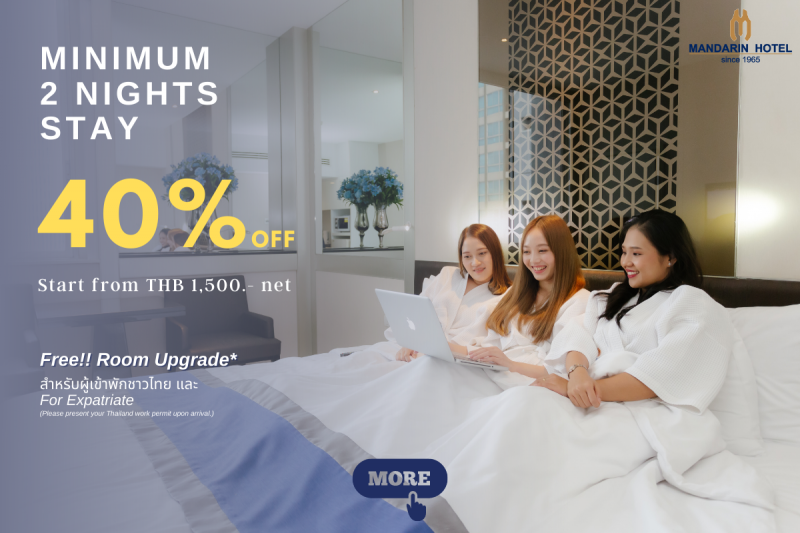 MINIMUM
2 NIGHTS
STAY
40% OFF
Start from THB 1,500.- net
Free!! Room Upgrade*
สำหรับผู้เข้าพักชาวไทย และ
For Expatriate
(Please present your Thailand work permit upon arrival.)
MANDARIN HOTEL
since 1965
MORE